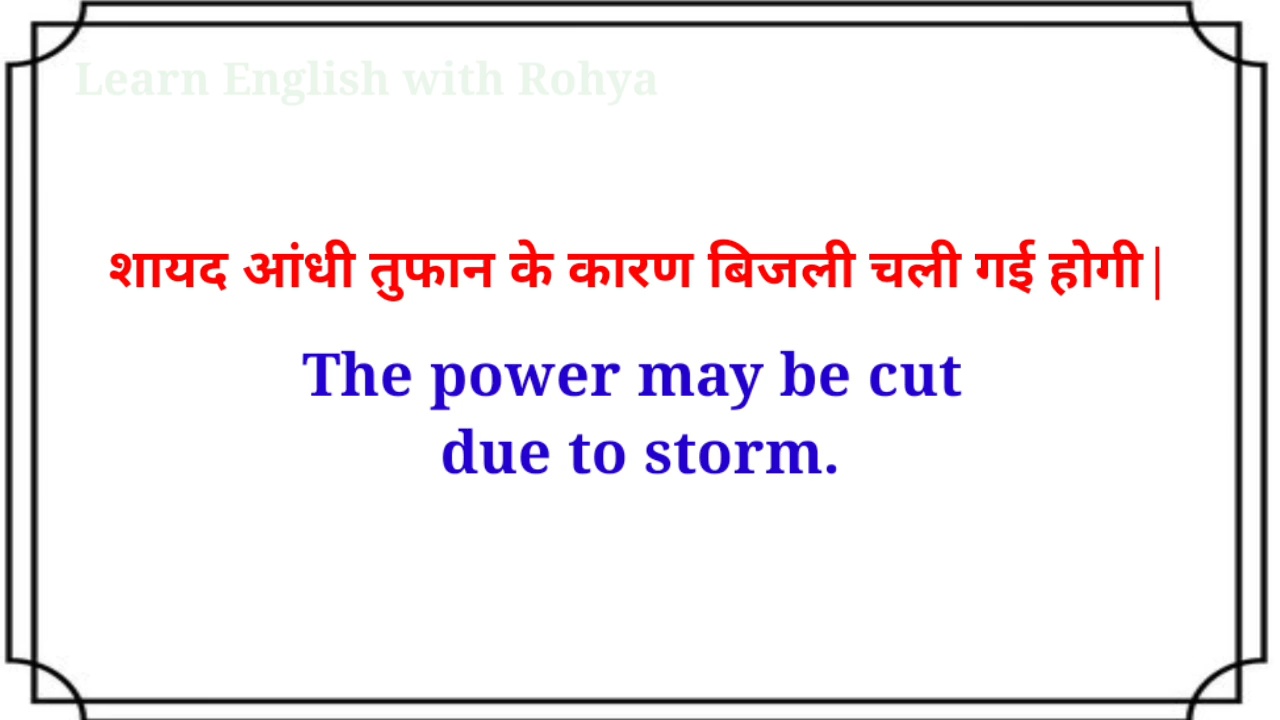 Learn English with Rohya
शायद आंधी तुफान के कारण बिजली चली गई होगी|
The power may be cut
due to storm.